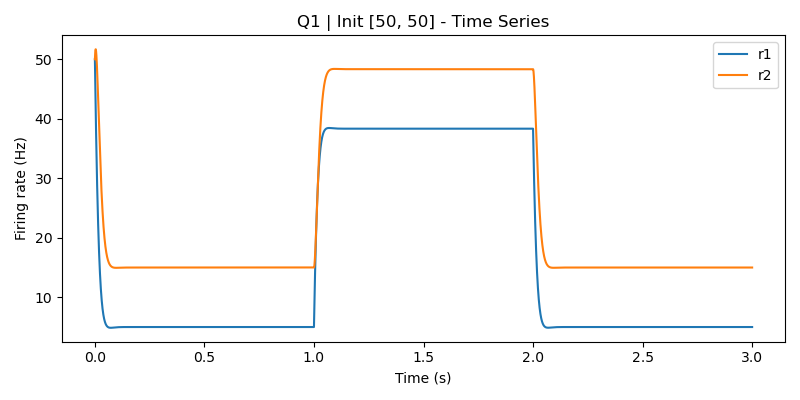 Q1 | Init [50, 50] - Time Series
r1
r2
Firing rate (Hz)
50
40
30
20
10
0.0 0.5 1.0 1.5 2.0 2.5 3.0
Time (s)